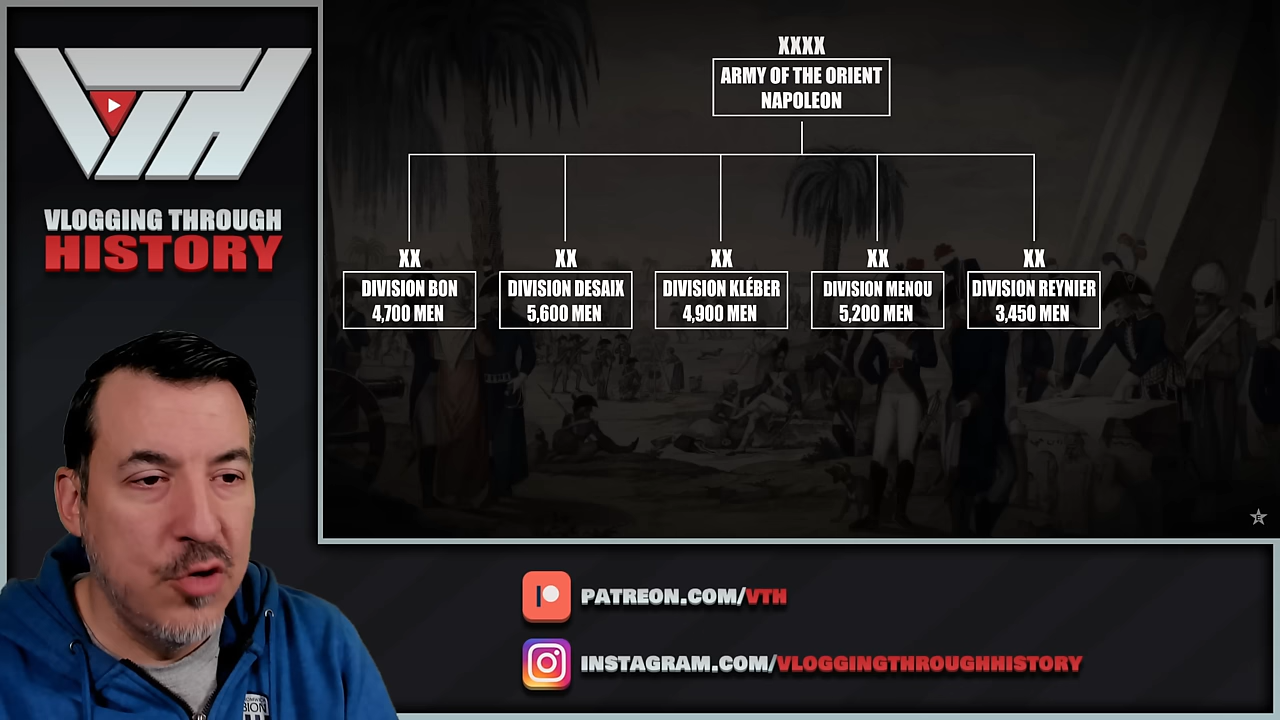 VTH
VLOGGING THROUGH
HISTORY
XXXX
ARMY OF THE ORIENT
NAPOLEON
XX
DIVISION BON
4,700 MEN
XX
DIVISION DESAIX
5,600 MEN
XX
DIVISION KLÉBER
4,900 MEN
XX
DIVISION MENOU
5,200 MEN
XX
DIVISION REYNIER
3,450 MEN
PATREON.COM/VTH
INSTAGRAM.COM/VLOGGINGTHROUGHHISTORY